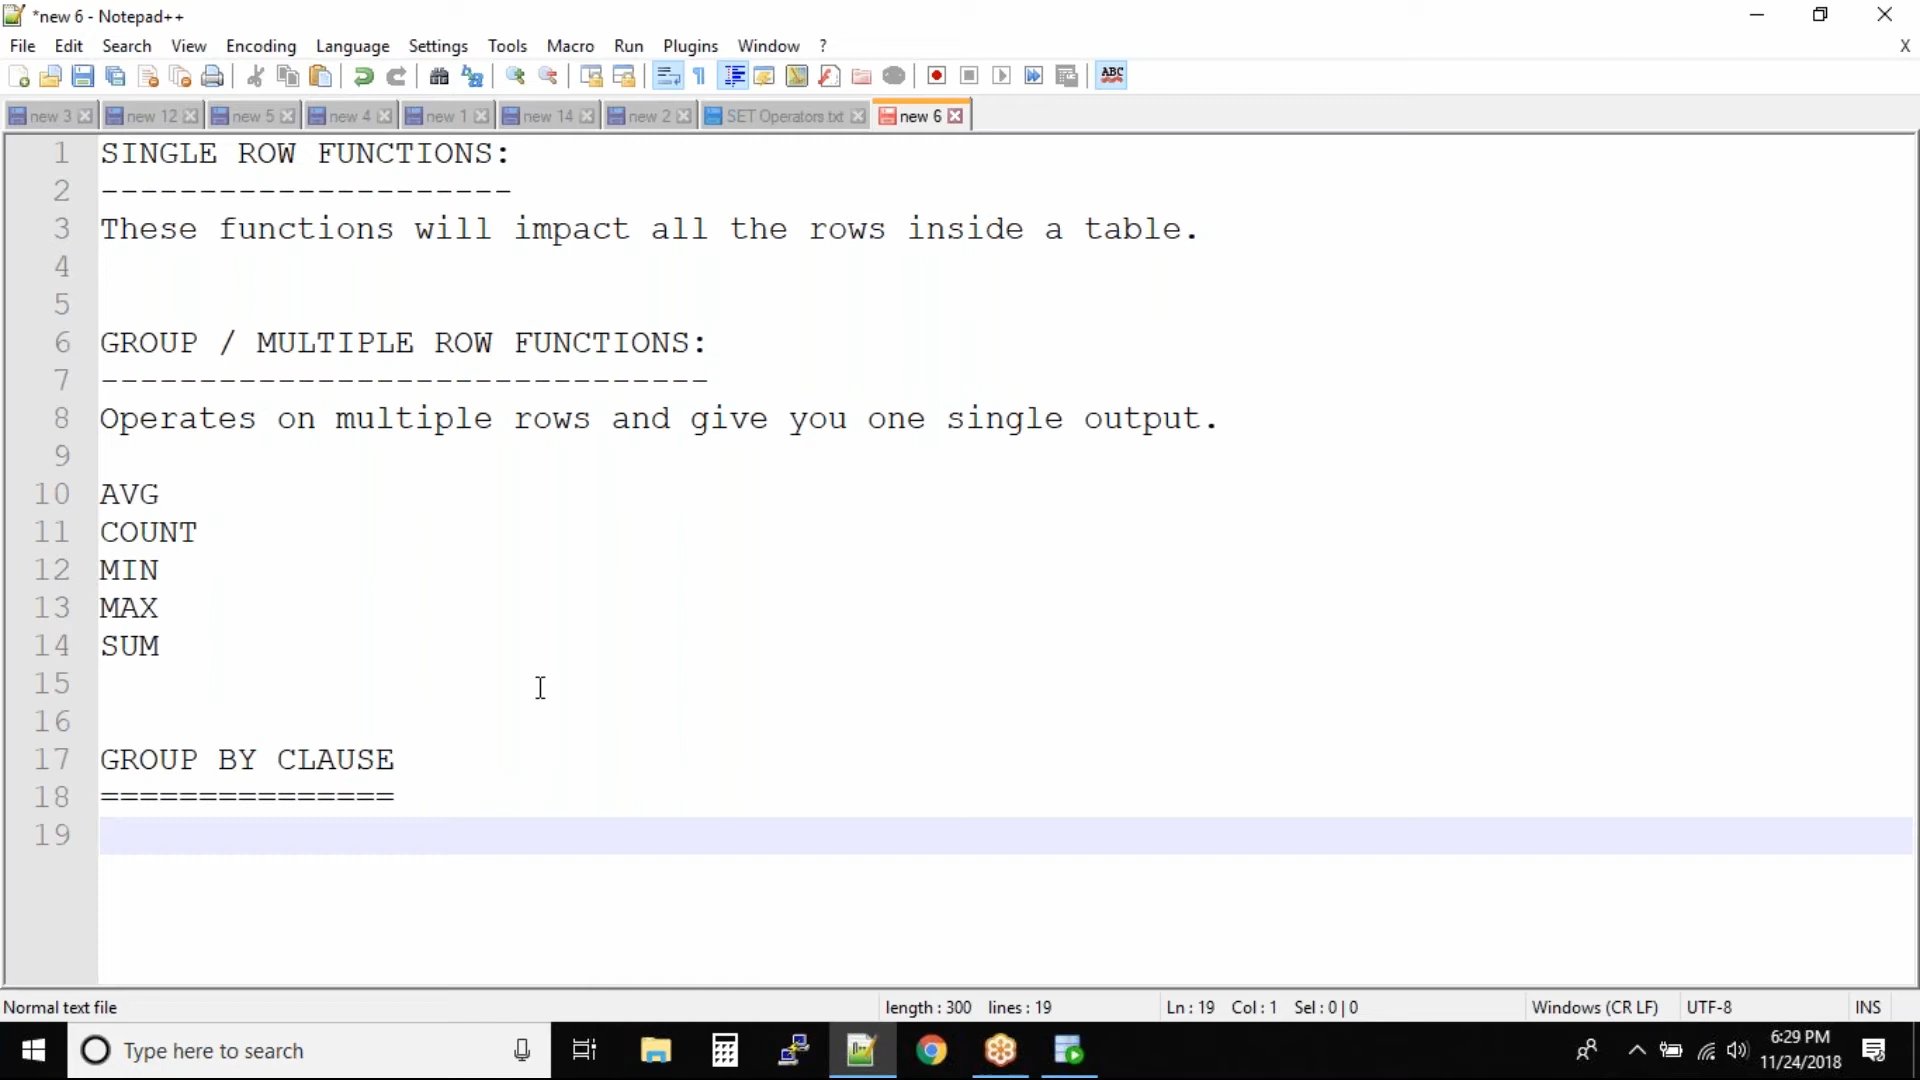 *new 6 - Notepad++
File Edit Search View Encoding Language Settings Tools Macro Run Plugins Window ? X
ABC
new 3 new 12 new 5 new 4 new 1 new 14 new 2 SET Operators.txt new 6
1 SINGLE ROW FUNCTIONS:
2 ---------------------
3 These functions will impact all the rows inside a table.
4
5
6 GROUP / MULTIPLE ROW FUNCTIONS:
7 -------------------------------
8 Operates on multiple rows and give you one single output.
9
10 AVG
11 COUNT
12 MIN
13 MAX
14 SUM
15
16
17 GROUP BY CLAUSE
18 ===============
19
Normal text file length : 300 lines : 19 Ln : 19 Col : 1 Sel : 0 | 0 Windows (CR LF) UTF-8 INS
Type here to search
6:29 PM
11/24/2018